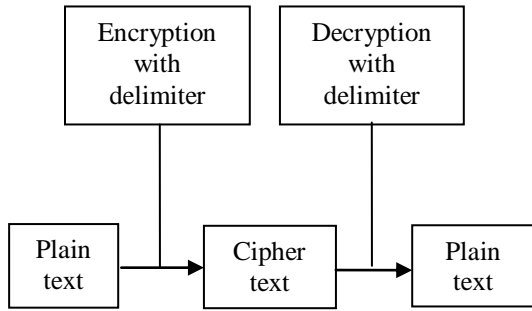 Encryption
with
delimiter
Decryption
with
delimiter
Plain
text
Cipher
text
Plain
text